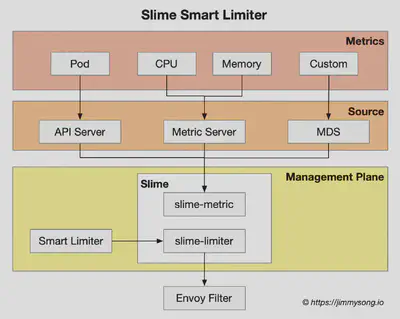 Slime Smart Limiter
Metrics
Pod
CPU
Memory
Custom
Source
API Server
Metric Server
MDS
Management Plane
Slime
slime-metric
Smart Limiter
slime-limiter
Envoy Filter
© https://jimmysong.io